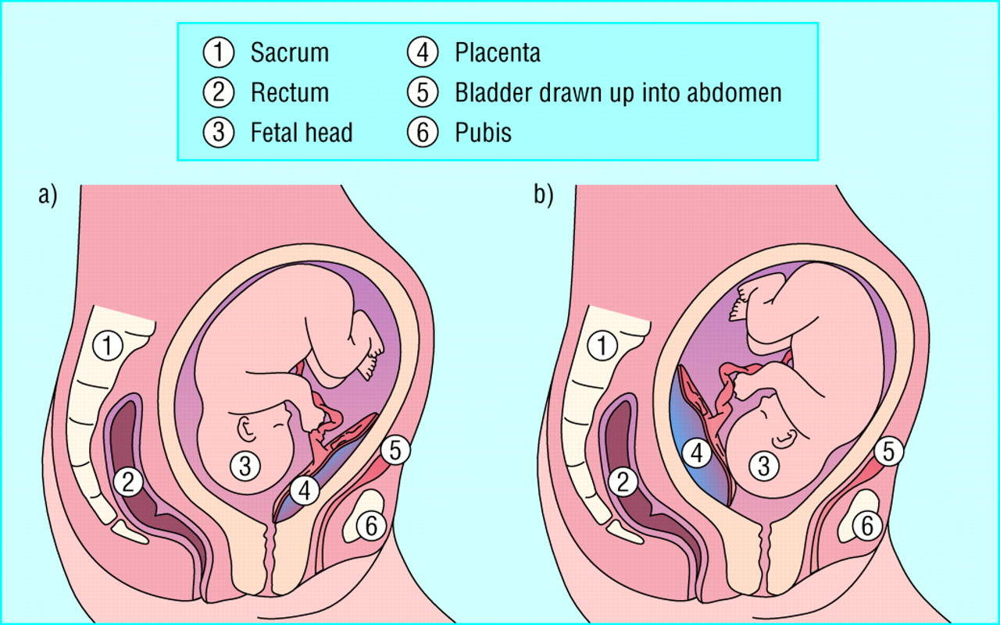 1 Sacrum
2 Rectum
3 Fetal head
4 Placenta
5 Bladder drawn up into abdomen
6 Pubis
a)
b)
1
2
3
4
5
6
1
2
3
4
5
6